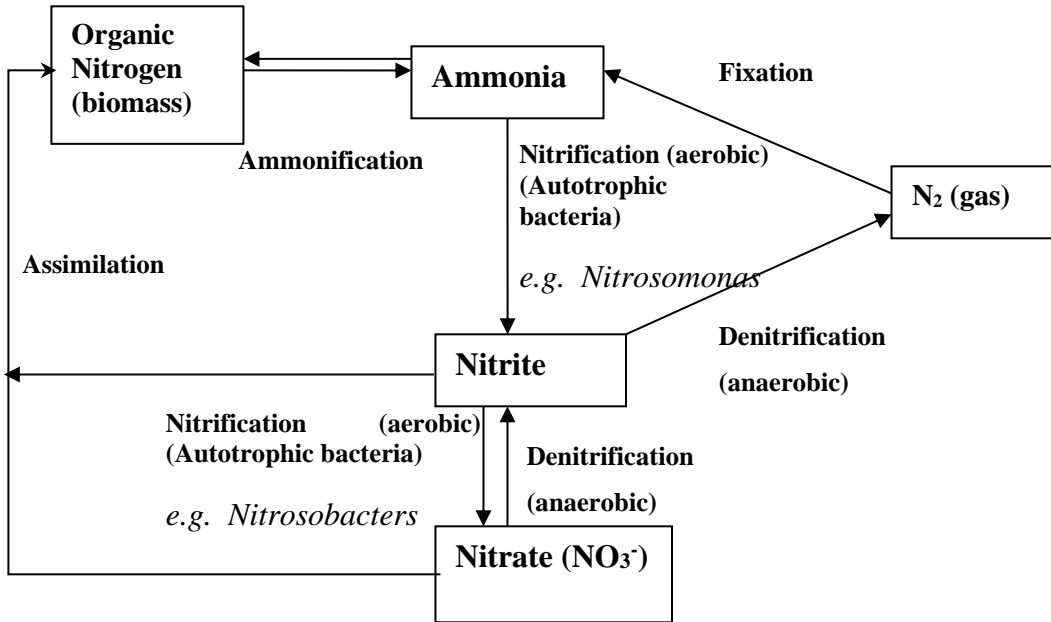 Organic
Nitrogen
(biomass)
Ammonia
Fixation
Ammonification
Nitrification (aerobic)
(Autotrophic
bacteria)
N₂ (gas)
Assimilation
e.g. Nitrosomonas
Nitrite
Denitrification
(anaerobic)
Nitrification (aerobic)
(Autotrophic bacteria)
Denitrification
(anaerobic)
e.g. Nitrosobacters
Nitrate (NO₃⁻)